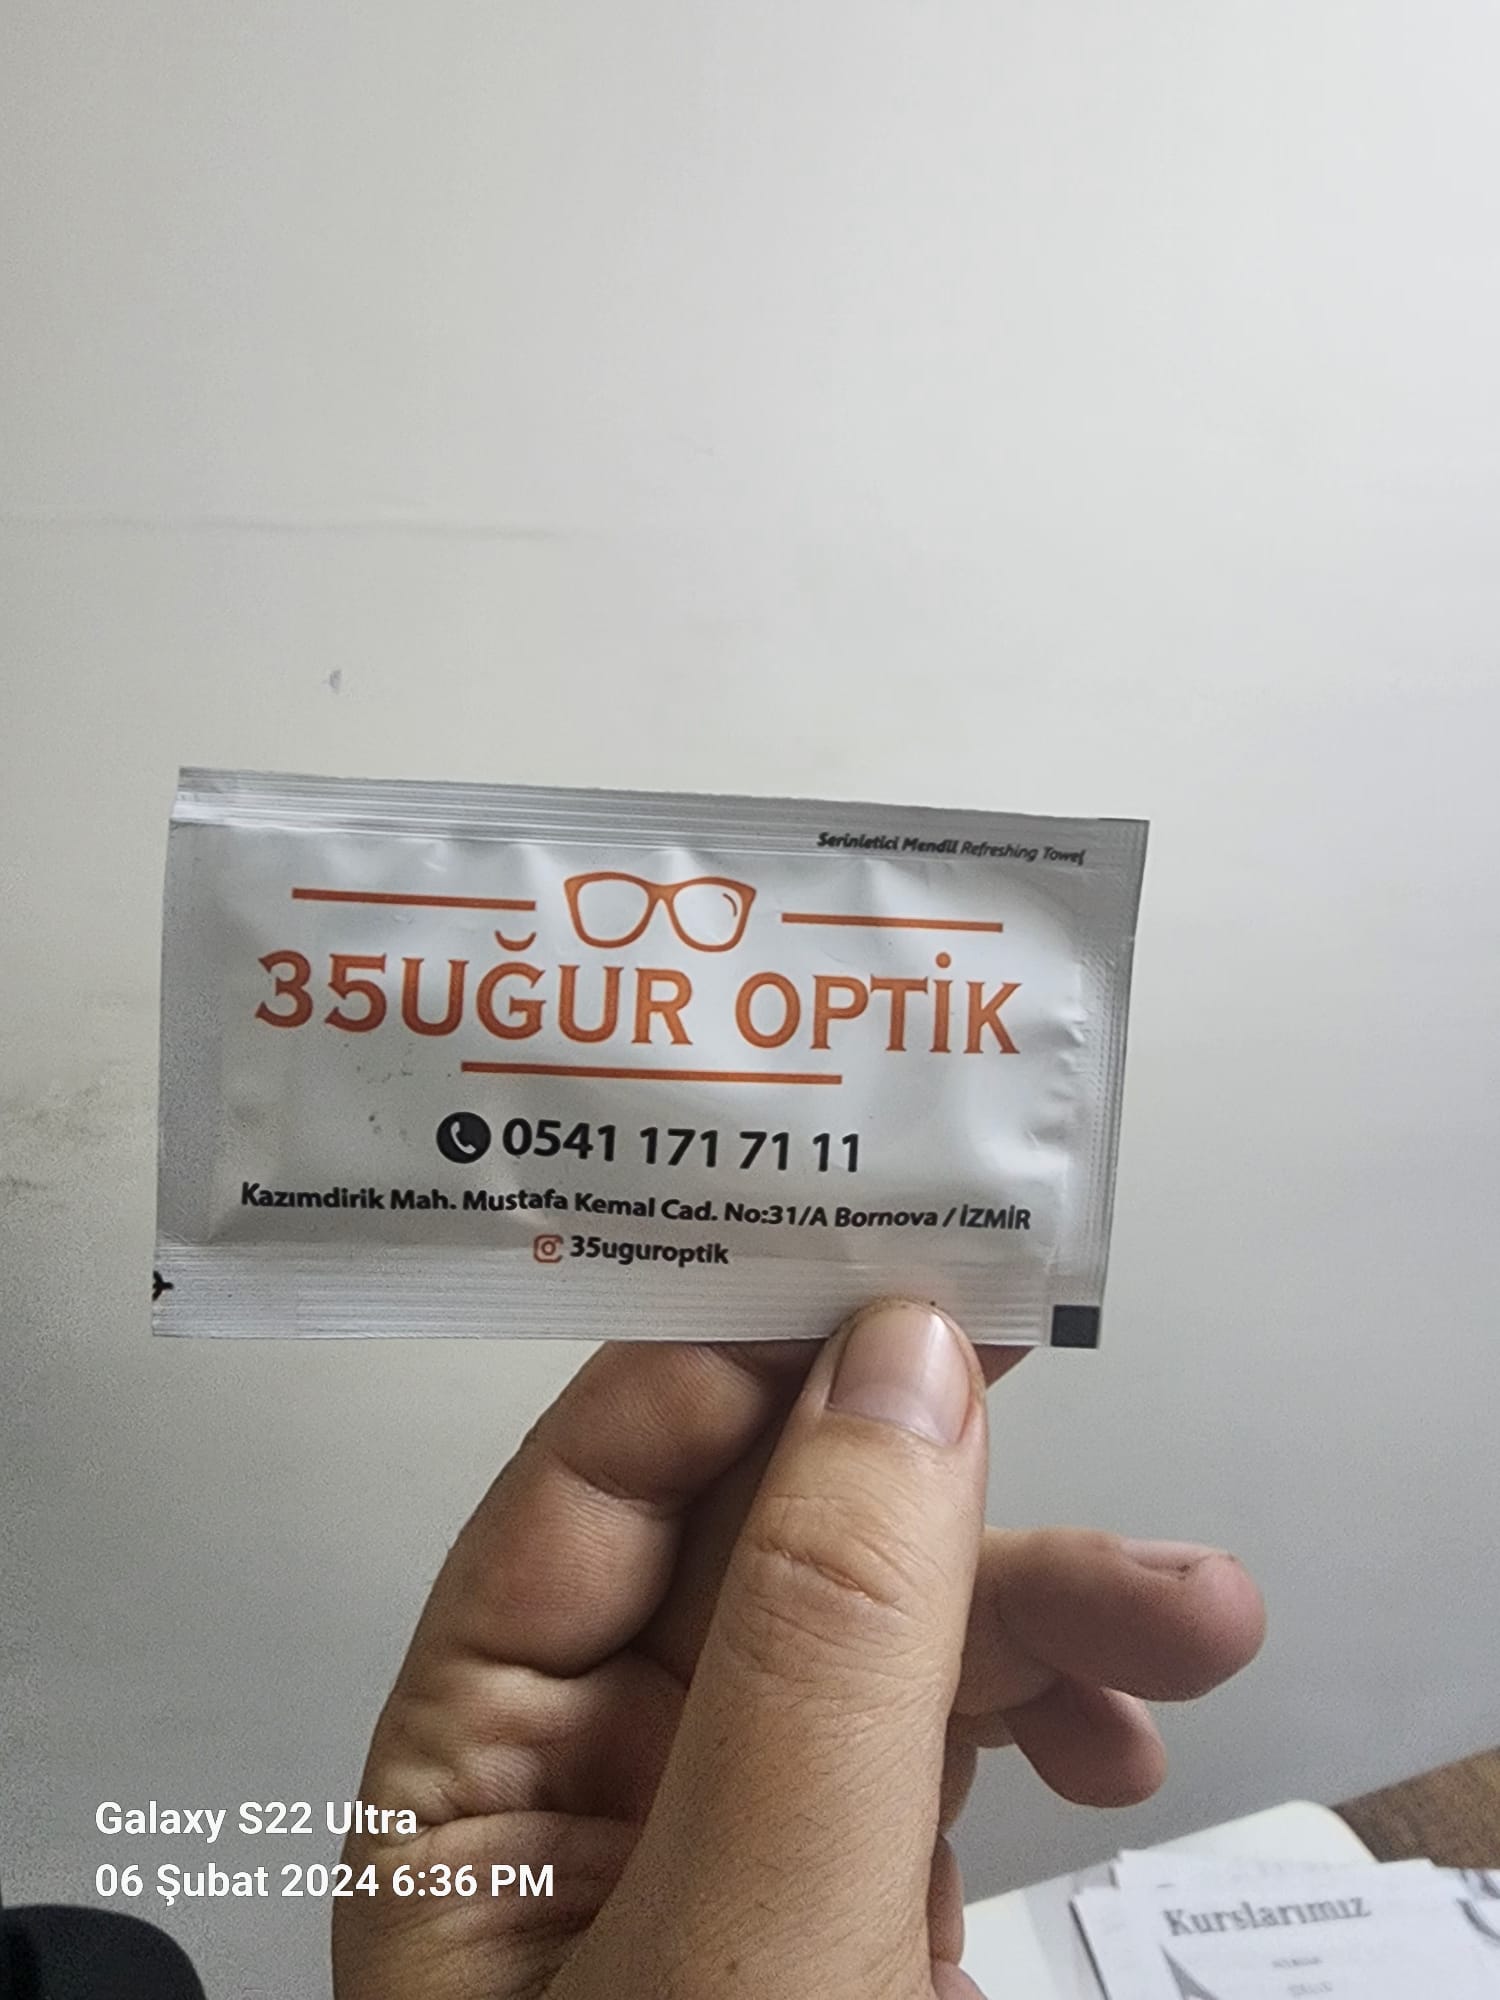 Serinletici Mendil Refreshing Towel
35UĞUR OPTİK
0541 171 71 11
Kazımdirik Mah. Mustafa Kemal Cad. No:31/A Bornova / İZMİR
35uguroptik
Galaxy S22 Ultra
06 Şubat 2024 6:36 PM
Kurslarımız